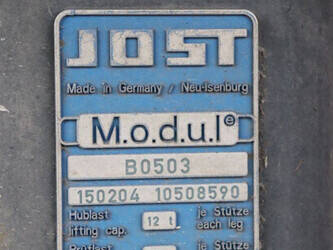 JOST
Made in Germany / Neu-Isenburg
M.o.d.u.l e
B0503
150204 10508590
Hublast 12 t je Stütze
lifting cap. each leg
Prüflast je Stütze